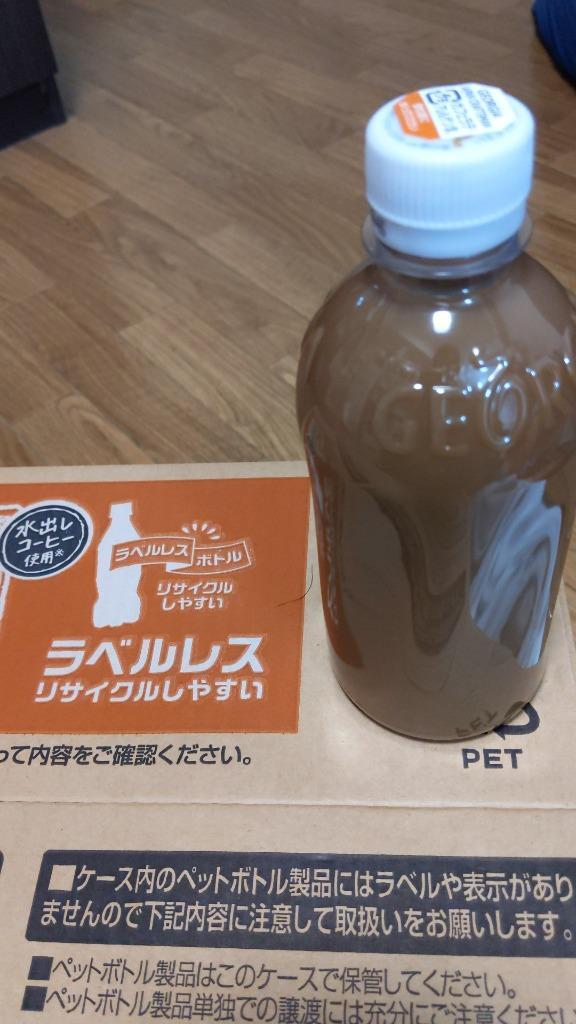 GEOR
水出し
コーヒー
使用※
ラベルレス ボトル
リサイクル
しやすい
ラベルレス
リサイクルしやすい
って内容をご確認ください。
PET
PET
■ケース内のペットボトル製品にはラベルや表示があり
ませんので下記内容に注意して取扱いをお願いします。
■ペットボトル製品はこのケースで保管してください。
■ペットボトル製品単独での譲渡には充分にご注意くださ